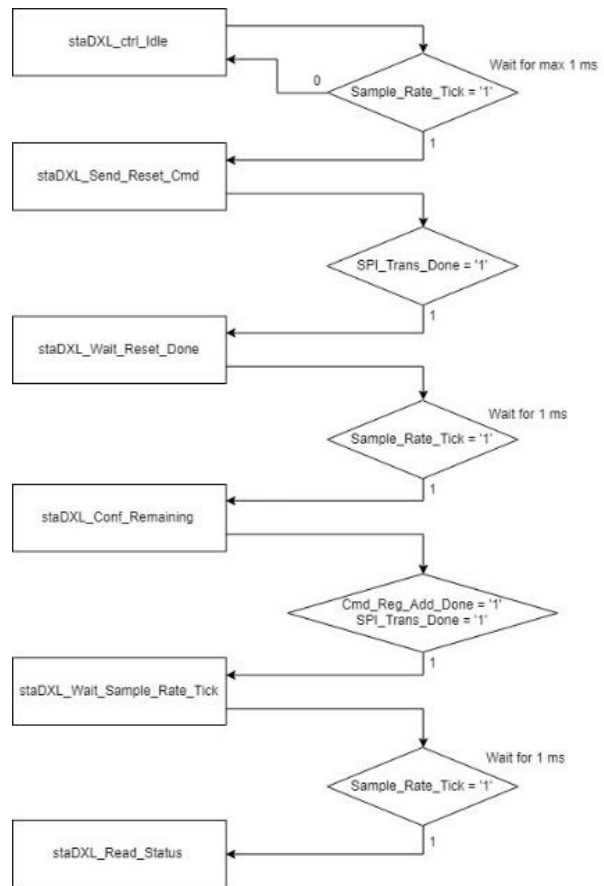 staDXL_ctrl_Idle
Wait for max 1 ms
0
Sample_Rate_Tick = '1'
1
staDXL_Send_Reset_Cmd
SPI_Trans_Done = '1'
1
staDXL_Wait_Reset_Done
Wait for 1 ms
Sample_Rate_Tick = '1'
1
staDXL_Conf_Remaining
Cmd_Reg_Add_Done = '1'
SPI_Trans_Done = '1'
1
staDXL_Wait_Sample_Rate_Tick
Wait for 1 ms
Sample_Rate_Tick = '1'
1
staDXL_Read_Status